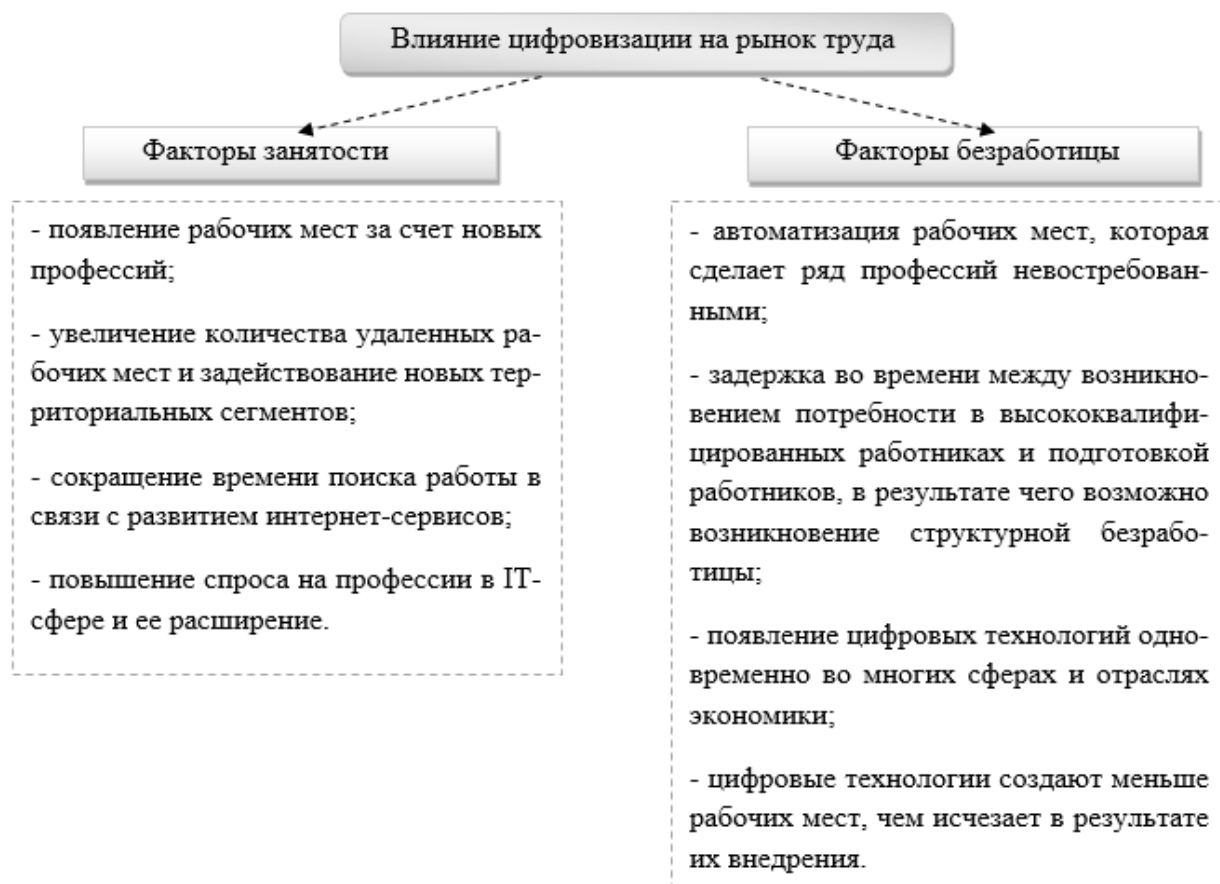 Влияние цифровизации на рынок труда
Факторы занятости
- появление рабочих мест за счет новых
профессий;
- увеличение количества удаленных ра-
бочих мест и задействование новых тер-
риториальных сегментов;
- сокращение времени поиска работы в
связи с развитием интернет-сервисов;
- повышение спроса на профессии в IT-
сфере и ее расширение.
Факторы безработицы
- автоматизация рабочих мест, которая
сделает ряд профессий невостребован-
ными;
- задержка во времени между возникно-
вением потребности в высококвалифи-
цированных работниках и подготовкой
работников, в результате чего возможно
возникновение структурной безрабо-
тицы;
- появление цифровых технологий одно-
временно во многих сферах и отраслях
экономики;
- цифровые технологии создают меньше
рабочих мест, чем исчезает в результате
их внедрения.